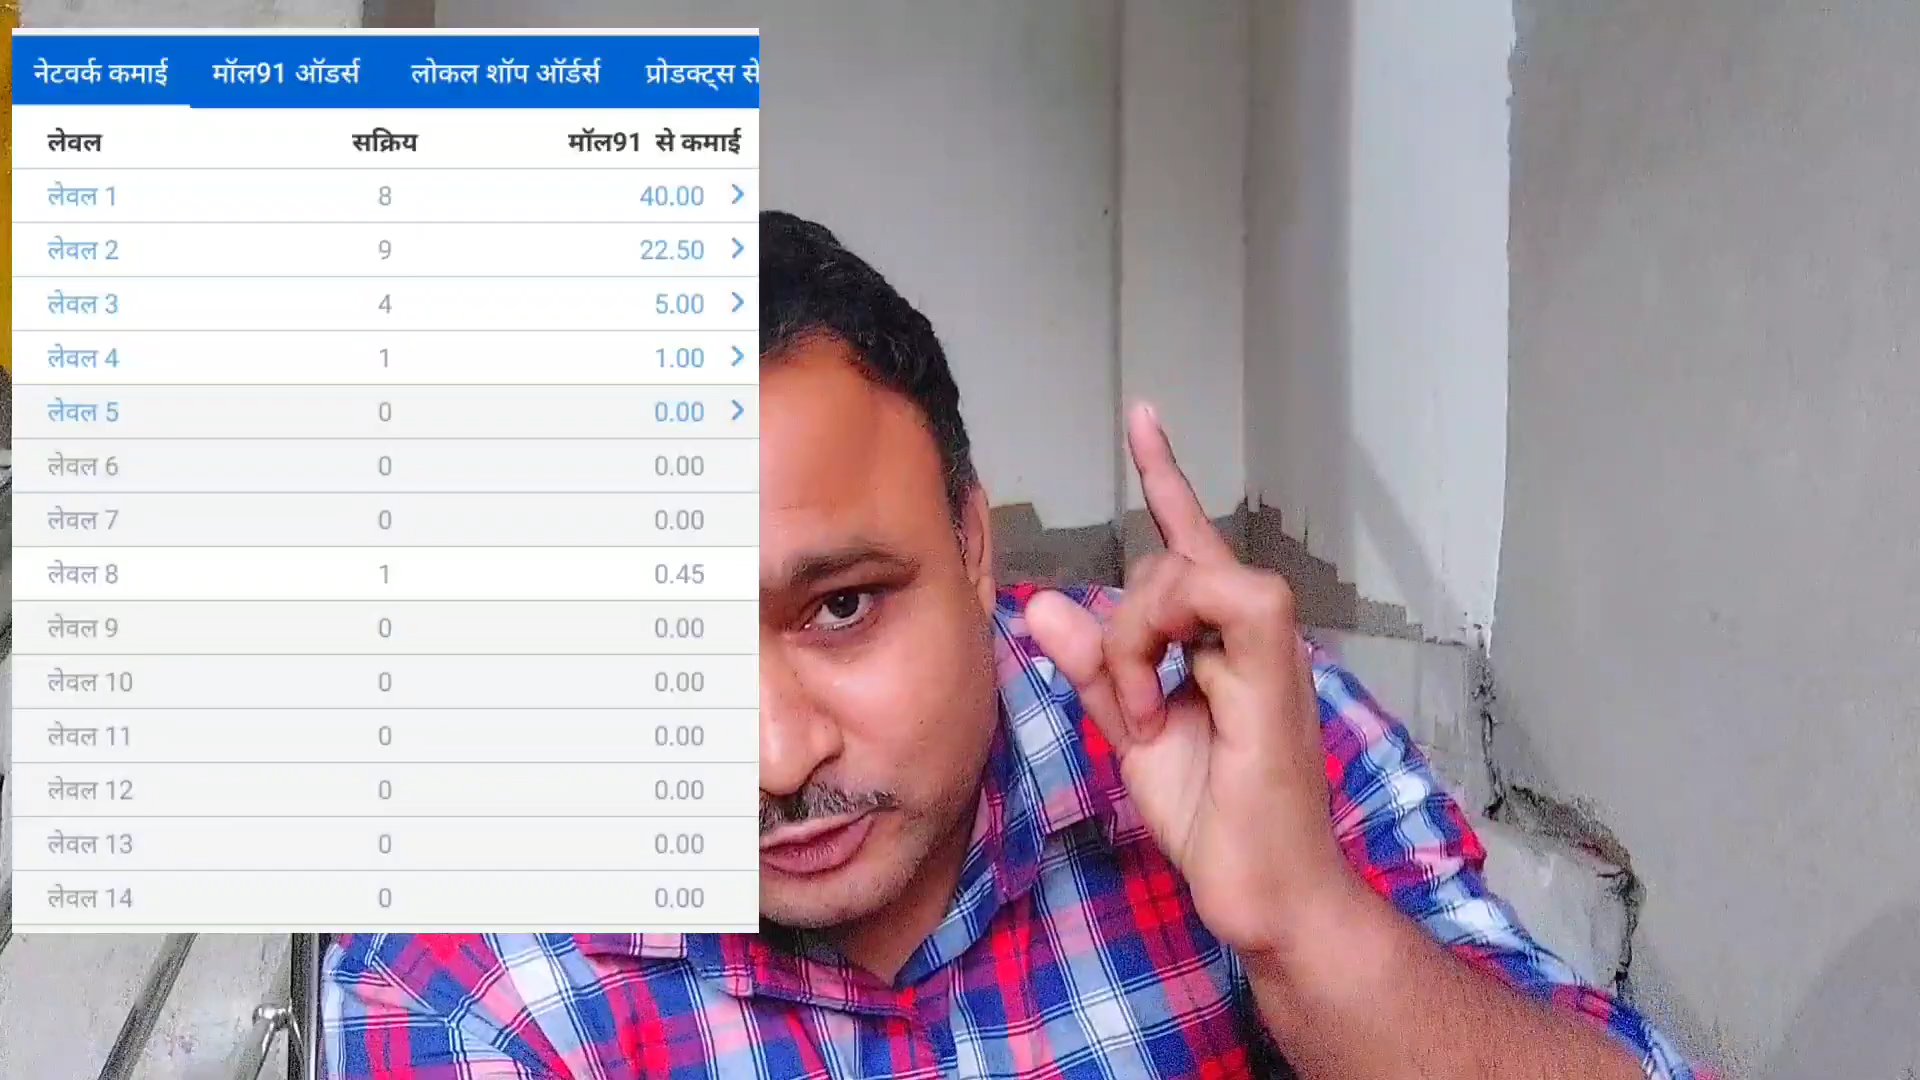 नेटवर्क कमाई मॉल91 ऑडर्स लोकल शॉप ऑर्डर्स प्रोडक्ट्स से
लेवल सक्रिय मॉल91 से कमाई
लेवल 1 8 40.00
लेवल 2 9 22.50
लेवल 3 4 5.00
लेवल 4 1 1.00
लेवल 5 0 0.00
लेवल 6 0 0.00
लेवल 7 0 0.00
लेवल 8 1 0.45
लेवल 9 0 0.00
लेवल 10 0 0.00
लेवल 11 0 0.00
लेवल 12 0 0.00
लेवल 13 0 0.00
लेवल 14 0 0.00